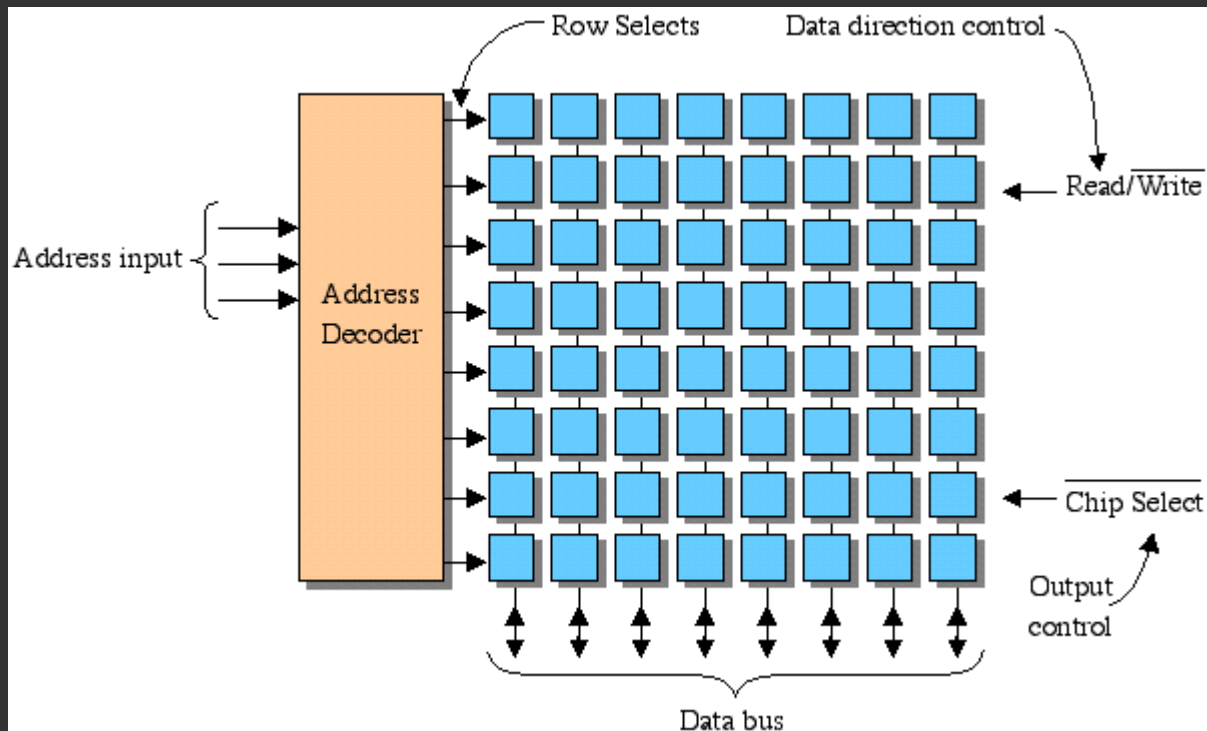 Row Selects
Data direction control
Read/Write
Address input
Address
Decoder
Chip Select
Output
control
Data bus